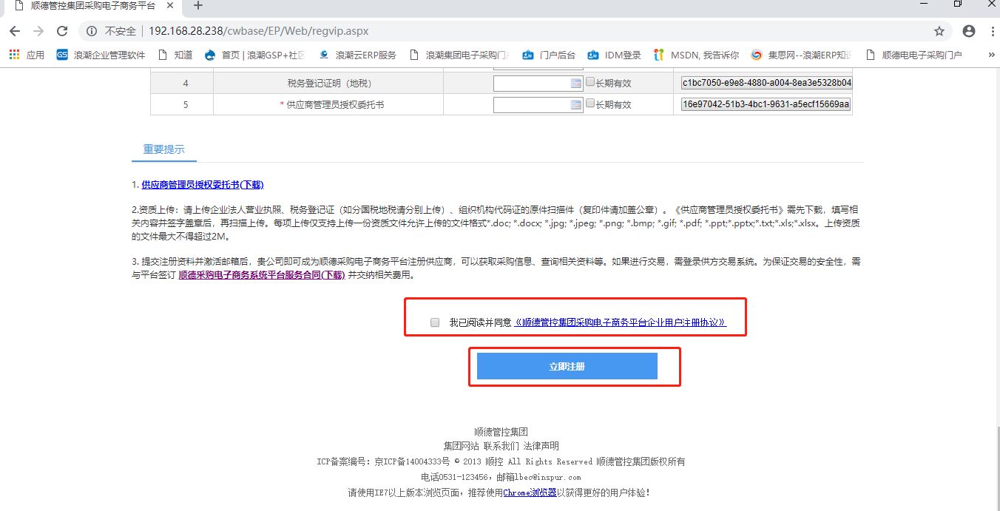 顺德管控集团采购电子商务平台
不安全 192.168.28.238/cwbase/EP/Web/regvip.aspx
应用 浪潮企业管理软件 知道 首页 | 浪潮GSP+社区 浪潮云ERP服务 浪潮集团电子采购门户 门户后台 IDM登录 MSDN, 我告诉你 集思网--浪潮ERP知识 顺德电电子采购门户 »
4 税务登记证明（地税） 长期有效 c1bc7050-e9e8-4880-a004-8ea3e5328b04
5 * 供应商管理员授权委托书 长期有效 16e97042-51b3-4bc1-9631-a5ecf15669aa
重要提示
1. 供应商管理员授权委托书(下载)
2.资质上传：请上传企业法人营业执照、税务登记证（如分国税地税请分别上传）、组织机构代码证的原件扫描件（复印件请加盖公章）。《供应商管理员授权委托书》需先下载，填写相
关内容并签字盖章后，再扫描上传。每项上传仅支持上传一份资质文件允许上传的文件格式*.doc; *.docx; *.jpg; *.jpeg; *.png; *.bmp; *.gif; *.pdf; *.ppt;*.pptx;*.txt;*.xls;*.xlsx。上传资质
的文件最大不得超过2M。
3. 提交注册资料并激活邮箱后，贵公司即可成为顺德采购电子商务平台注册供应商，可以获取采购信息、查询相关资料等。如果进行交易，需登录供方交易系统。为保证交易的安全性，需
与平台签订 顺德采购电子商务系统平台服务合同(下载) 并交纳相关费用。
我已阅读并同意 《顺德管控集团采购电子商务平台企业用户注册协议》
立即注册
顺德管控集团
集团网站 联系我们 法律声明
ICP备案编号：京ICP备14004333号 © 2013 顺控 All Rights Reserved 顺德管控集团版权所有
电话0531-123456，邮箱lbec@inspur.com
请使用IE7以上版本浏览页面，推荐使用Chrome浏览器以获得更好的用户体验！